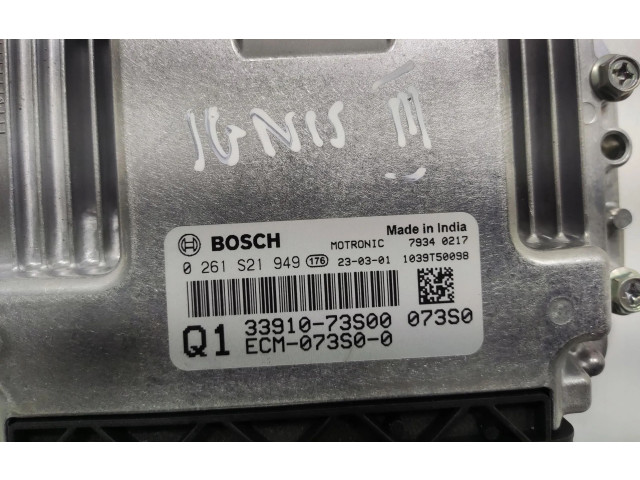 IGNIS III
BOSCH MOTRONIC Made in India 7934 0217
0 261 S21 949 176 23-03-01 1039T50098
Q1 33910-73S00 073S0
ECM-073S0-0